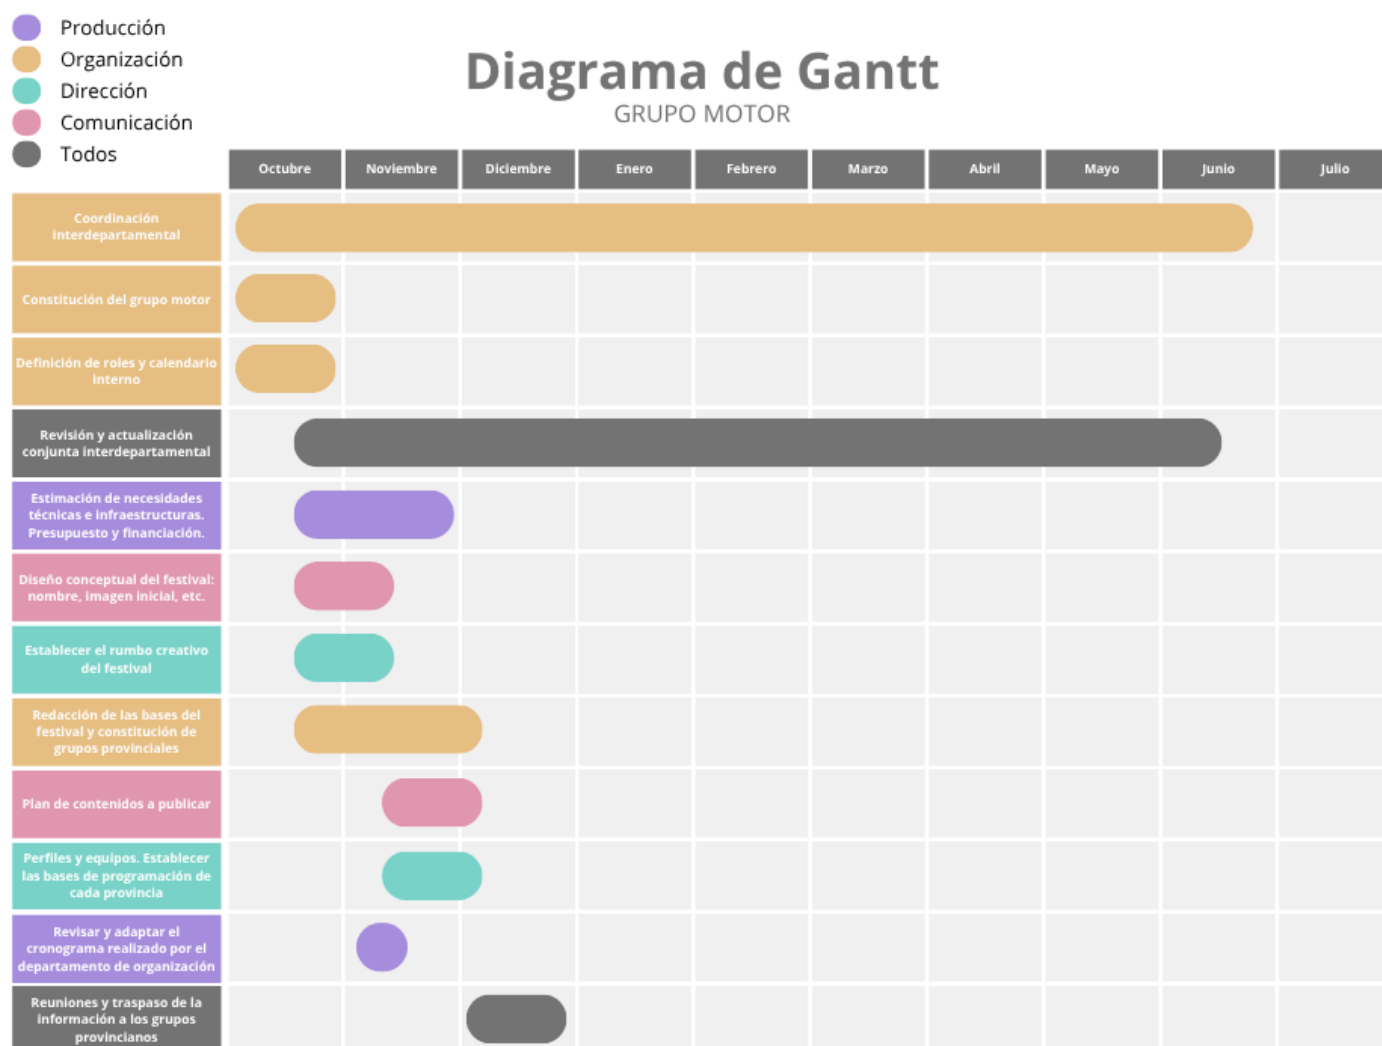 Producción
Organización
Dirección
Comunicación
Todos
Diagrama de Gantt
GRUPO MOTOR
Octubre
Noviembre
Diciembre
Enero
Febrero
Marzo
Abril
Mayo
Junio
Julio
Coordinación
interdepartamental
Constitución del grupo motor
Definición de roles y calendario
interno
Revisión y actualización
conjunta interdepartamental
Estimación de necesidades
técnicas e infraestructuras.
Presupuesto y financiación.
Diseño conceptual del festival:
nombre, imagen inicial, etc.
Establecer el rumbo creativo
del festival
Redacción de las bases del
festival y constitución de
grupos provinciales
Plan de contenidos a publicar
Perfiles y equipos. Establecer
las bases de programación de
cada provincia
Revisar y adaptar el
cronograma realizado por el
departamento de organización
Reuniones y traspaso de la
información a los grupos
provincianos